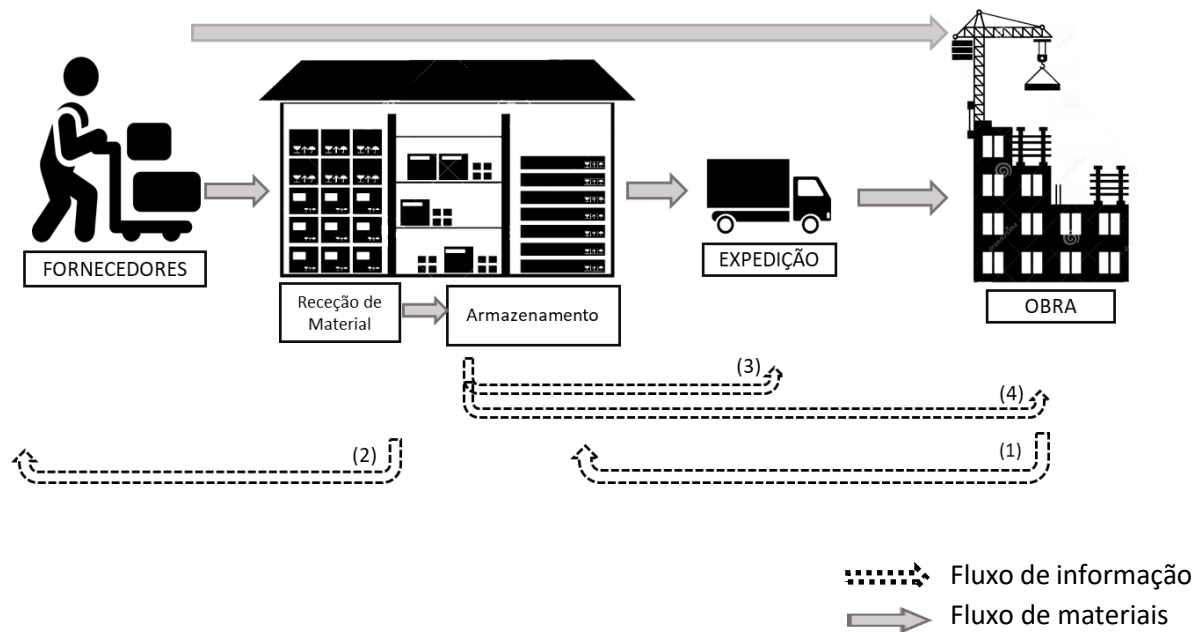 FORNECEDORES
Receção de
Material
Armazenamento
EXPEDIÇÃO
OBRA
(3)
(4)
(2)
(1)
Fluxo de informação
Fluxo de materiais